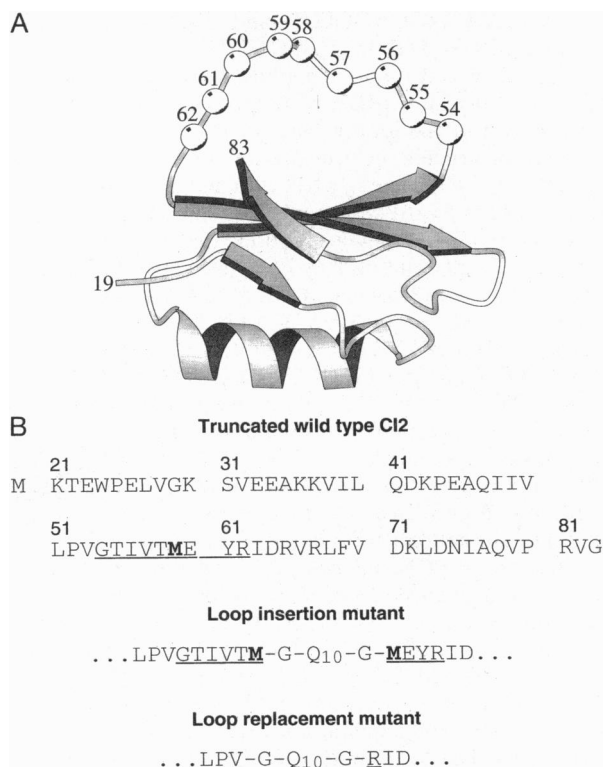 A
59 58
60 57 56
61 55
62 54
83
19
B Truncated wild type CI2
21 31 41
M KTEWPELVGK SVEEAKKVIL QDKPEAQIIV
51 61 71 81
LPVGTIVTME YRIDRVRLFV DKLDNIAQVP RVG
Loop insertion mutant
...LPVGTIVTM-G-Q10-G-MEYRID...
Loop replacement mutant
...LPV-G-Q10-G-RID...